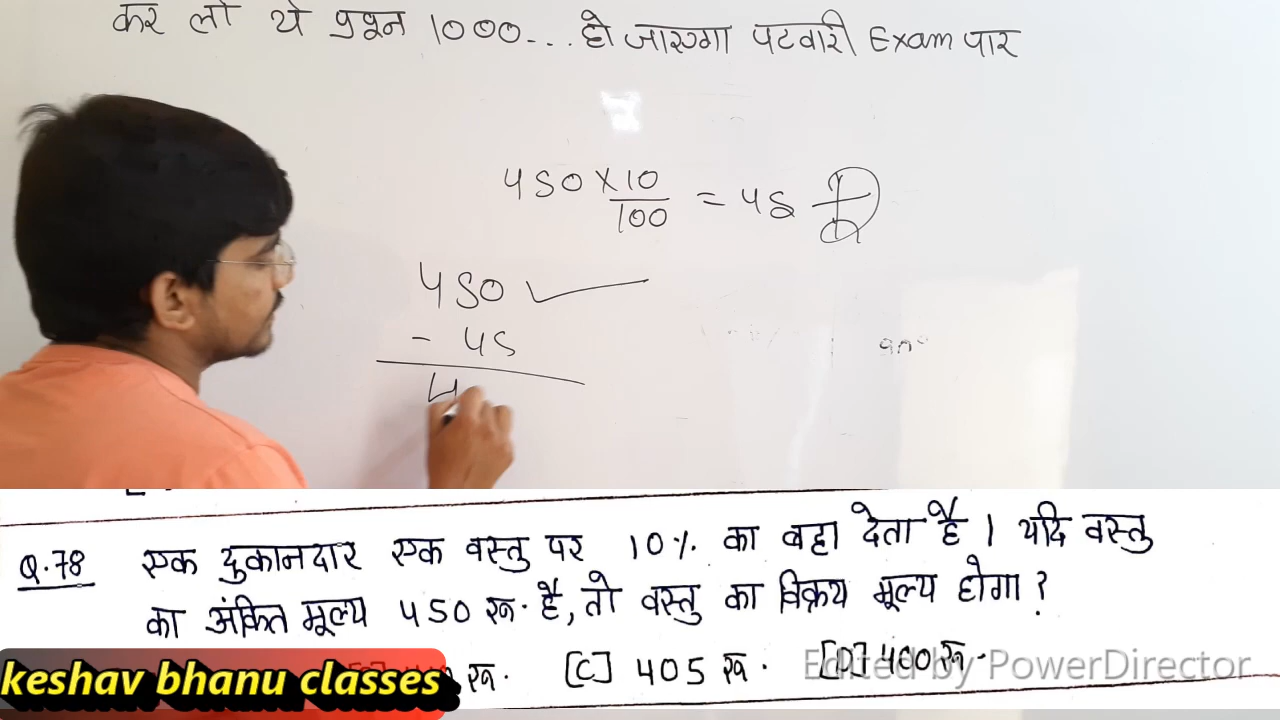 कर लो ये प्रश्न 1000... हो जाएगा पटवारी Exam पार
450 × 10/100 = 45
450 ✓
- 45
4
Q.78 एक दुकानदार एक वस्तु पर 10% का बट्टा देता है । यदि वस्तु
का अंकित मूल्य 450 रू. है, तो वस्तु का विक्रय मूल्य होगा ?
रू. [C] 405 रू. [D] 400 रू.
keshav bhanu classes
Edited by PowerDirector